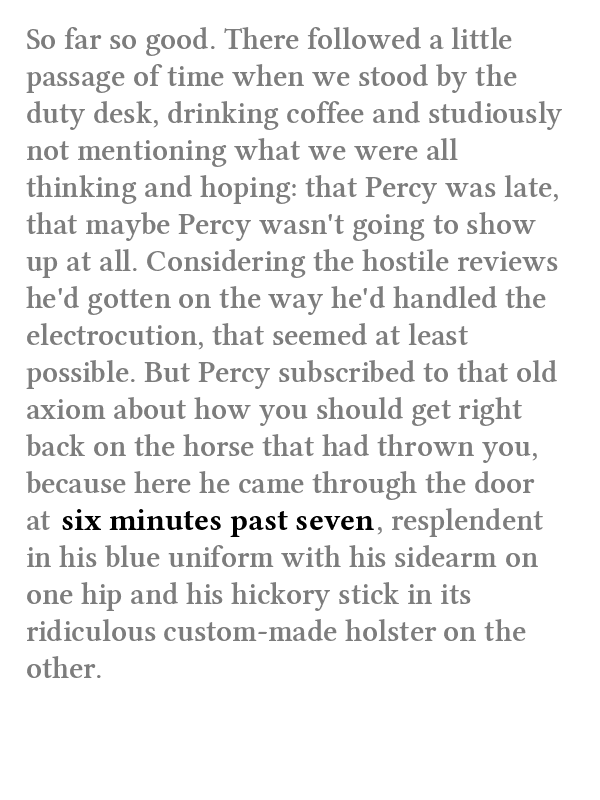 So far so good. There followed a little
passage of time when we stood by the
duty desk, drinking coffee and studiously
not mentioning what we were all
thinking and hoping: that Percy was late,
that maybe Percy wasn't going to show
up at all. Considering the hostile reviews
he'd gotten on the way he'd handled the
electrocution, that seemed at least
possible. But Percy subscribed to that old
axiom about how you should get right
back on the horse that had thrown you,
because here he came through the door
at six minutes past seven, resplendent
in his blue uniform with his sidearm on
one hip and his hickory stick in its
ridiculous custom-made holster on the
other.